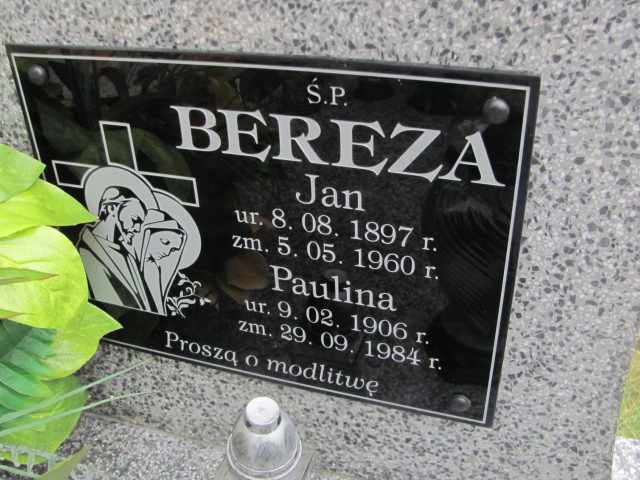 Ś.P.
BEREZA
Jan
ur. 8. 08. 1897 r.
zm. 5. 05. 1960 r.
Paulina
ur. 9. 02. 1906 r.
zm. 29. 09. 1984 r.
Proszą o modlitwę